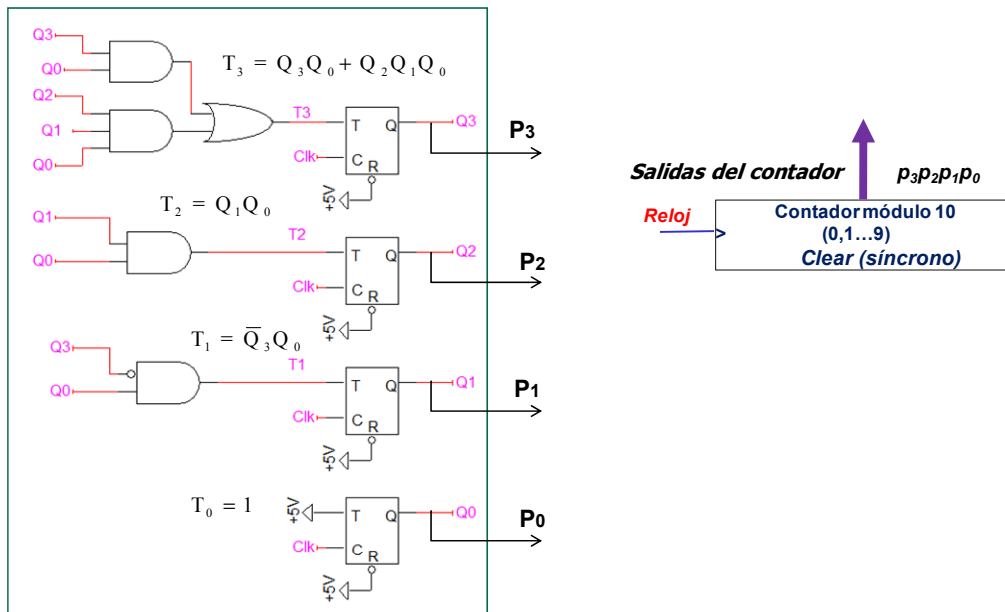 Q3
Q0
T₃ = Q₃Q₀ + Q₂Q₁Q₀
Q2
Q1
Q0
T3
T Q
C R
Clk
+5V
Q3
P3
T₂ = Q₁Q₀
Q1
Q0
T2
T Q
C R
Clk
+5V
Q2
P2
T₁ = Q̅₃Q₀
Q3
Q0
T1
T Q
C R
Clk
+5V
Q1
P1
T₀ = 1
+5V
T Q
C R
Clk
+5V
Q0
P0
Salidas del contador
p₃p₂p₁p₀
Reloj
Contador módulo 10
(0,1...9)
Clear (síncrono)